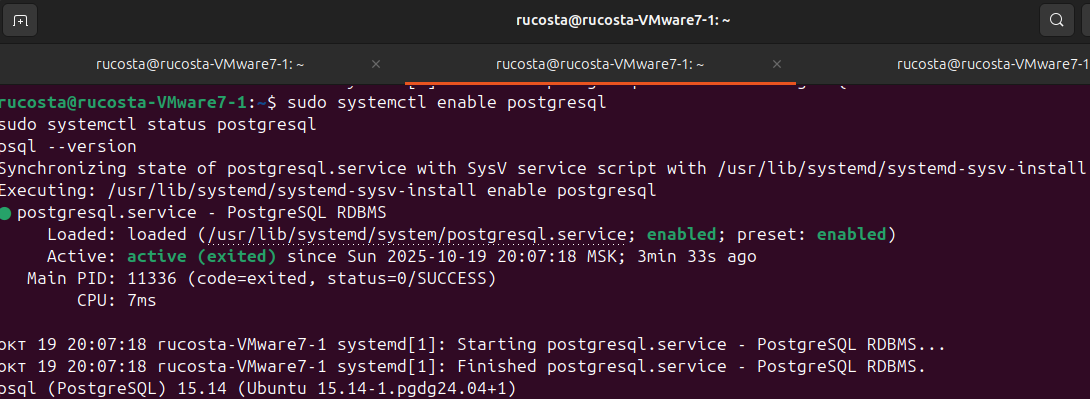 rucosta@rucosta-VMware7-1: ~
rucosta@rucosta-VMware7-1: ~ × rucosta@rucosta-VMware7-1: ~ × rucosta@rucosta-VMware7-1
rucosta@rucosta-VMware7-1:~$ sudo systemctl enable postgresql
sudo systemctl status postgresql
psql --version
Synchronizing state of postgresql.service with SysV service script with /usr/lib/systemd/systemd-sysv-install
Executing: /usr/lib/systemd/systemd-sysv-install enable postgresql
● postgresql.service - PostgreSQL RDBMS
Loaded: loaded (/usr/lib/systemd/system/postgresql.service; enabled; preset: enabled)
Active: active (exited) since Sun 2025-10-19 20:07:18 MSK; 3min 33s ago
Main PID: 11336 (code=exited, status=0/SUCCESS)
CPU: 7ms
окт 19 20:07:18 rucosta-VMware7-1 systemd[1]: Starting postgresql.service - PostgreSQL RDBMS...
окт 19 20:07:18 rucosta-VMware7-1 systemd[1]: Finished postgresql.service - PostgreSQL RDBMS.
psql (PostgreSQL) 15.14 (Ubuntu 15.14-1.pgdg24.04+1)